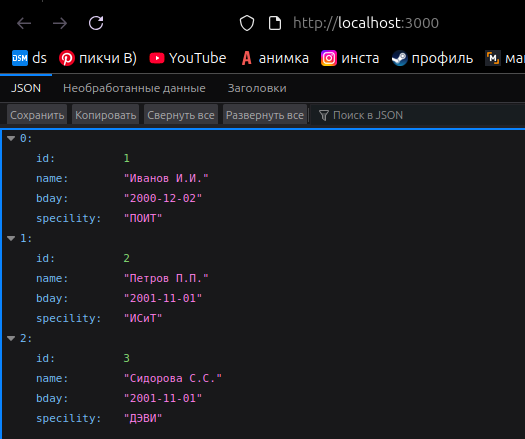 http://localhost:3000
DSM ds пикчи B) YouTube A анимка инста профиль ма
JSON Необработанные данные Заголовки
Сохранить Копировать Свернуть все Развернуть все Поиск в JSON
0:
id: 1
name: "Иванов И.И."
bday: "2000-12-02"
specility: "ПОИТ"
1:
id: 2
name: "Петров П.П."
bday: "2001-11-01"
specility: "ИСиТ"
2:
id: 3
name: "Сидорова С.С."
bday: "2001-11-01"
specility: "ДЭВИ"